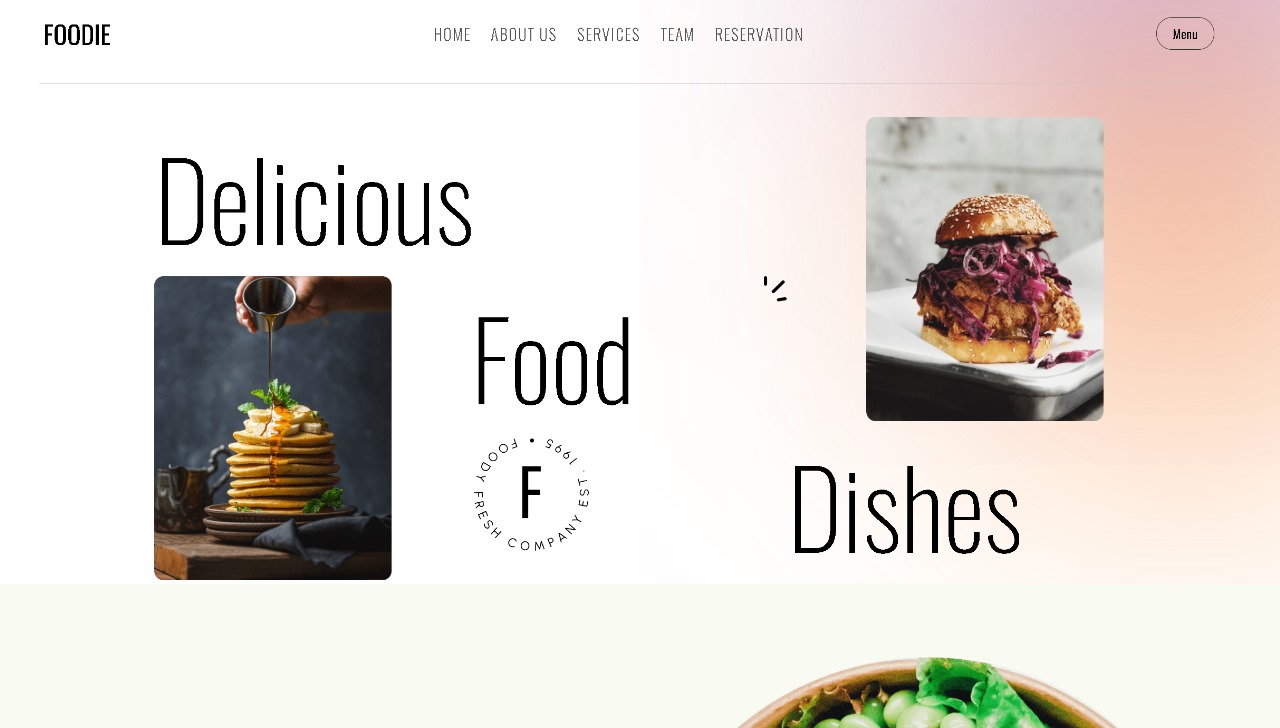 FOODIE
HOME ABOUT US SERVICES TEAM RESERVATION
Menu
Delicious
Food
FOODY FRESH COMPANY EST. 1995 •
F
Dishes